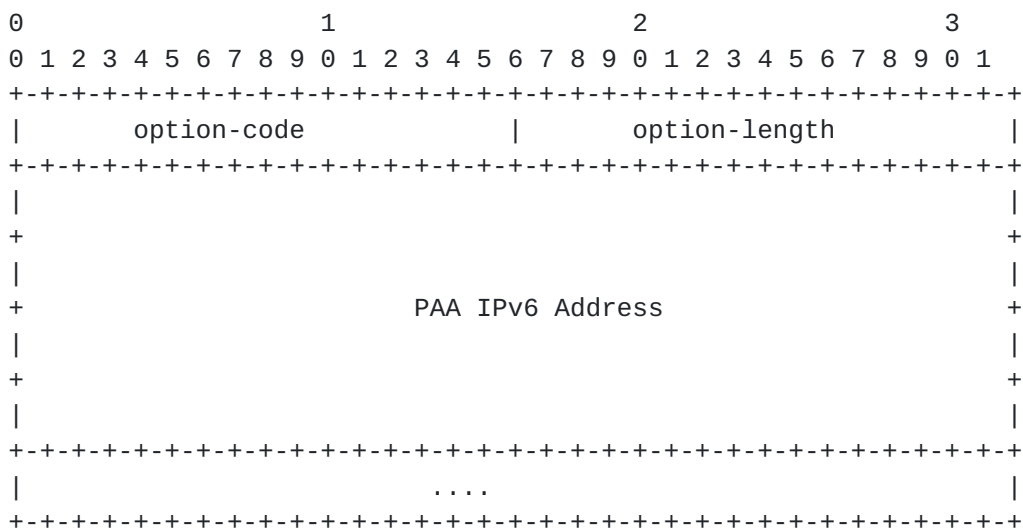 0                   1                   2                   3
0 1 2 3 4 5 6 7 8 9 0 1 2 3 4 5 6 7 8 9 0 1 2 3 4 5 6 7 8 9 0 1
+-+-+-+-+-+-+-+-+-+-+-+-+-+-+-+-+-+-+-+-+-+-+-+-+-+-+-+-+-+-+-+-+
|       option-code             |       option-length           |
+-+-+-+-+-+-+-+-+-+-+-+-+-+-+-+-+-+-+-+-+-+-+-+-+-+-+-+-+-+-+-+-+
|                                                               |
+                                                               +
|                                                               |
+                         PAA IPv6 Address                      +
|                                                               |
+                                                               +
|                                                               |
+-+-+-+-+-+-+-+-+-+-+-+-+-+-+-+-+-+-+-+-+-+-+-+-+-+-+-+-+-+-+-+-+
|                          ....                                 |
+-+-+-+-+-+-+-+-+-+-+-+-+-+-+-+-+-+-+-+-+-+-+-+-+-+-+-+-+-+-+-+-+